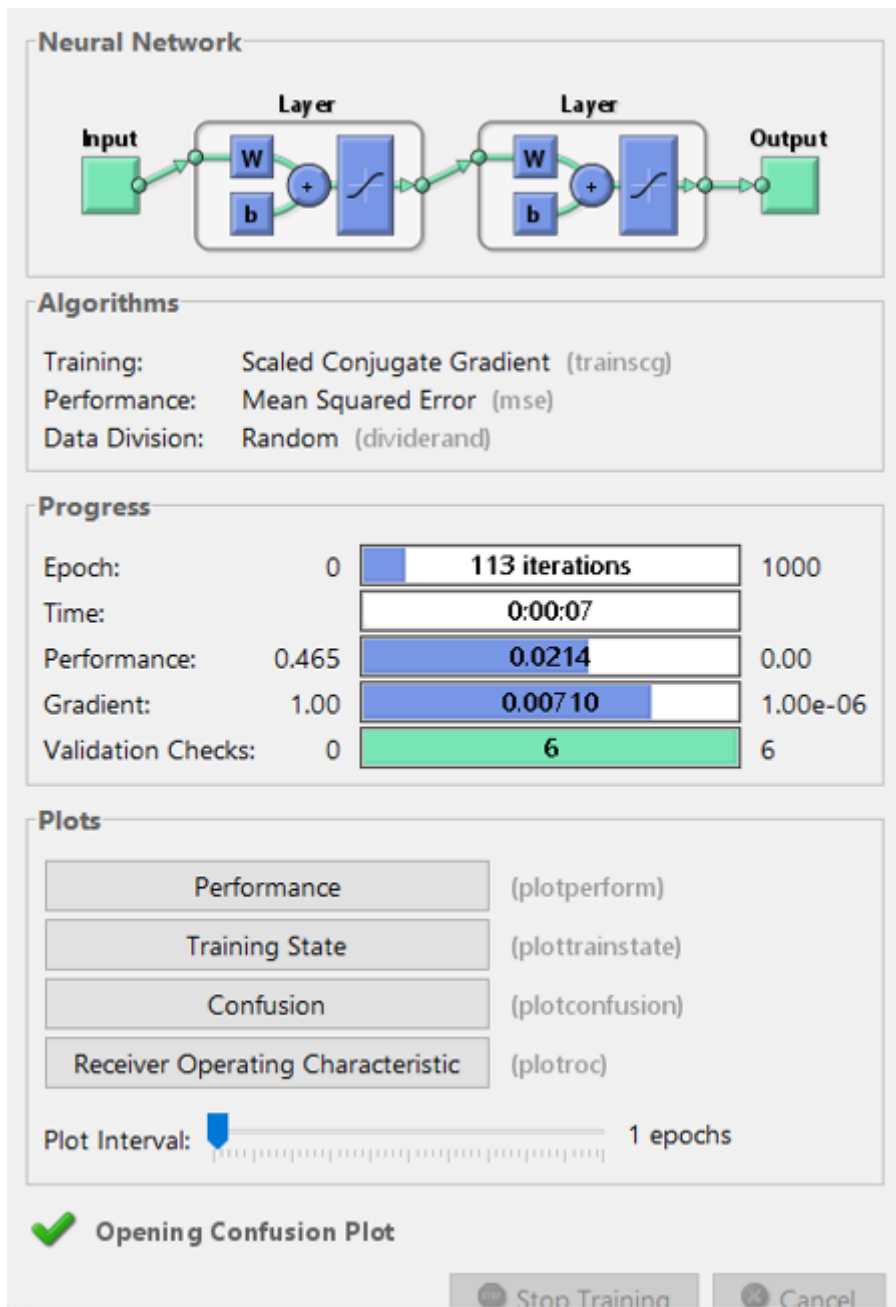 Neural Network
Layer Layer
Input Output
W W
+ +
b b
Algorithms
Training: Scaled Conjugate Gradient (trainscg)
Performance: Mean Squared Error (mse)
Data Division: Random (dividerand)
Progress
Epoch: 0 113 iterations 1000
Time: 0:00:07
Performance: 0.465 0.0214 0.00
Gradient: 1.00 0.00710 1.00e-06
Validation Checks: 0 6 6
Plots
Performance (plotperform)
Training State (plottrainstate)
Confusion (plotconfusion)
Receiver Operating Characteristic (plotroc)
Plot Interval: 1 epochs
Opening Confusion Plot
Stop Training Cancel